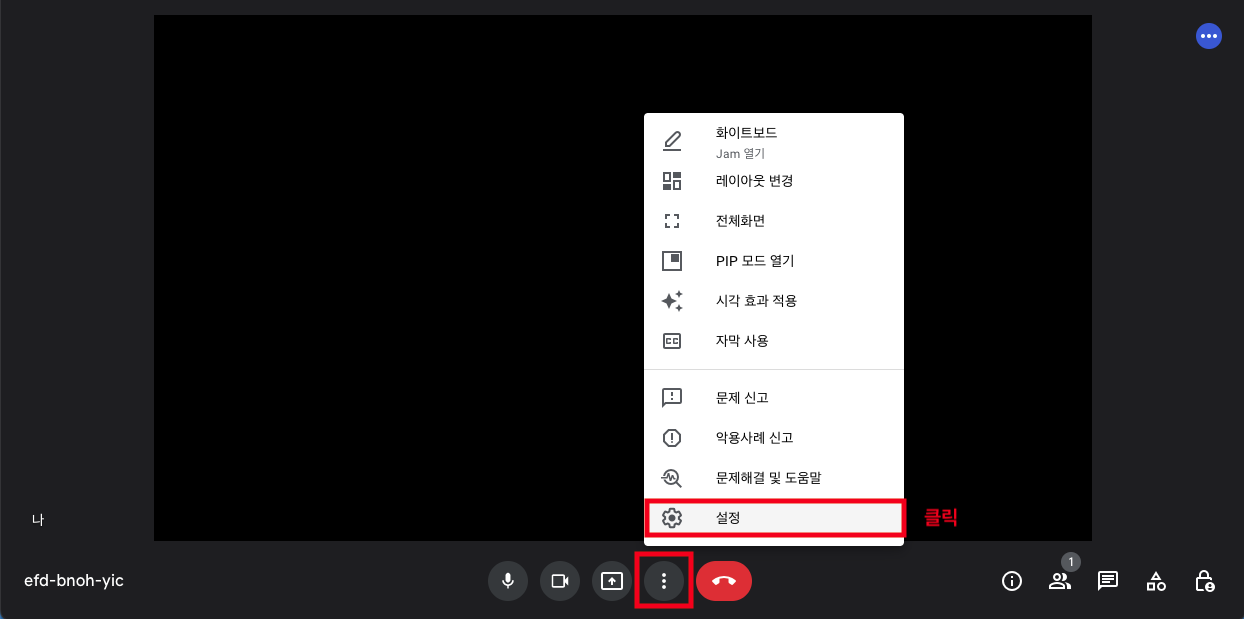 화이트보드
Jam 열기
레이아웃 변경
전체화면
PIP 모드 열기
시각 효과 적용
CC
자막 사용
문제 신고
악용사례 신고
문제해결 및 도움말
설정
클릭
나
efd-bnoh-yic
1